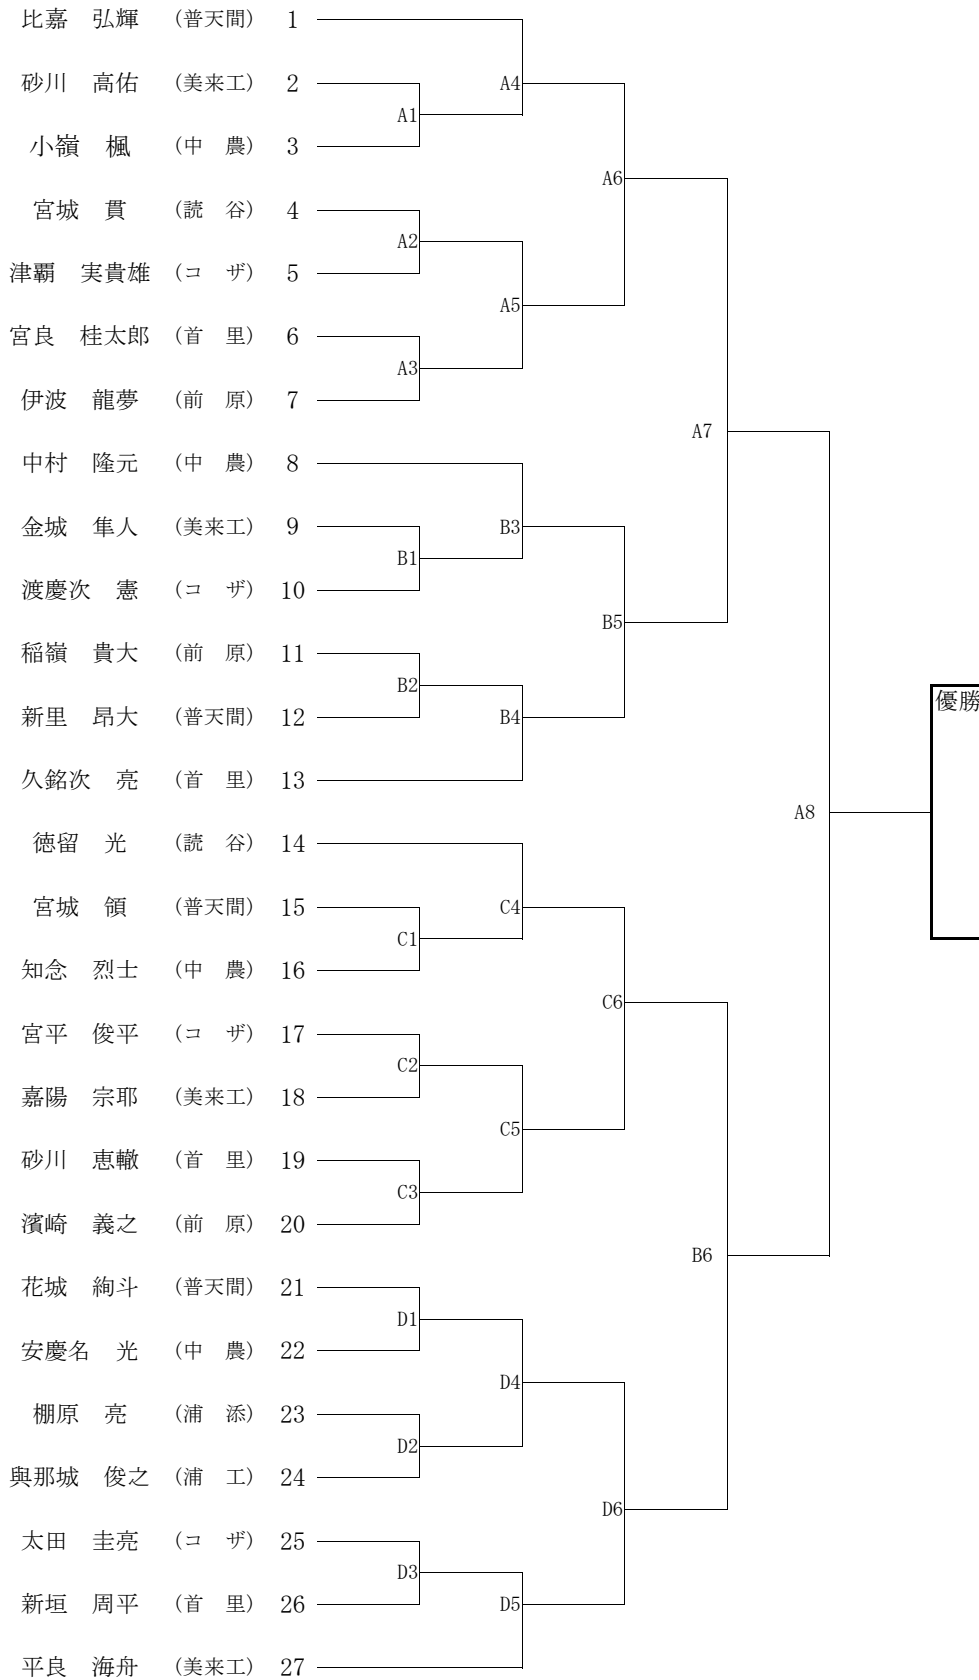 比嘉　弘輝　(普天間)　1
A4
砂川　高佑　(美来工)　2
A1
小嶺　楓　(中　農)　3
A6
宮城　貫　(読　谷)　4
A2
津覇　実貴雄　(コ　ザ)　5
A5
宮良　桂太郎　(首　里)　6
A3
伊波　龍夢　(前　原)　7
A7
中村　隆元　(中　農)　8
金城　隼人　(美来工)　9
B3
B1
渡慶次　憲　(コ　ザ)　10
B5
稲嶺　貴大　(前　原)　11
B2
新里　昂大　(普天間)　12
B4
優勝
久銘次　亮　(首　里)　13
A8
徳留　光　(読　谷)　14
宮城　領　(普天間)　15
C4
C1
知念　烈士　(中　農)　16
C6
宮平　俊平　(コ　ザ)　17
C2
嘉陽　宗耶　(美来工)　18
C5
砂川　恵轍　(首　里)　19
C3
濱崎　義之　(前　原)　20
B6
花城　絢斗　(普天間)　21
D1
安慶名　光　(中　農)　22
D4
棚原　亮　(浦　添)　23
D2
與那城　俊之　(浦　工)　24
D6
太田　圭亮　(コ　ザ)　25
D3
新垣　周平　(首　里)　26
D5
平良　海舟　(美来工)　27